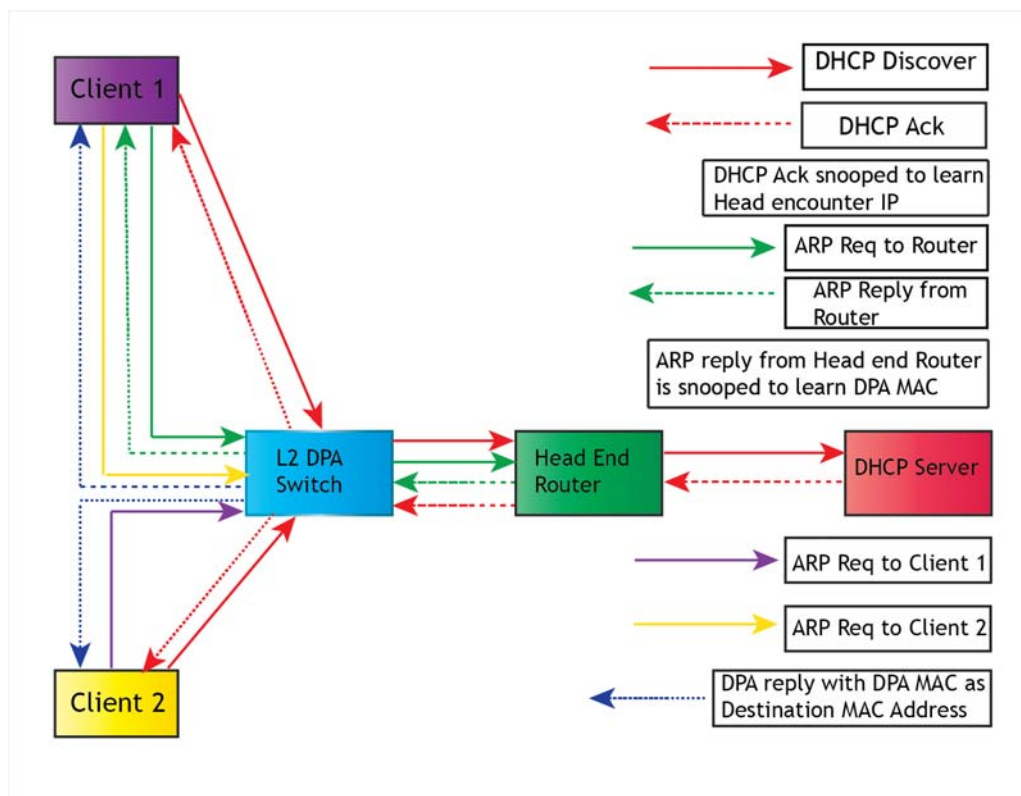 Client 1
DHCP Discover
DHCP Ack
DHCP Ack snooped to learn
Head encounter IP
ARP Req to Router
ARP Reply from
Router
ARP reply from Head end Router
is snooped to learn DPA MAC
L2 DPA
Switch
Head End
Router
DHCP Server
ARP Req to Client 1
ARP Req to Client 2
Client 2
DPA reply with DPA MAC as
Destination MAC Address